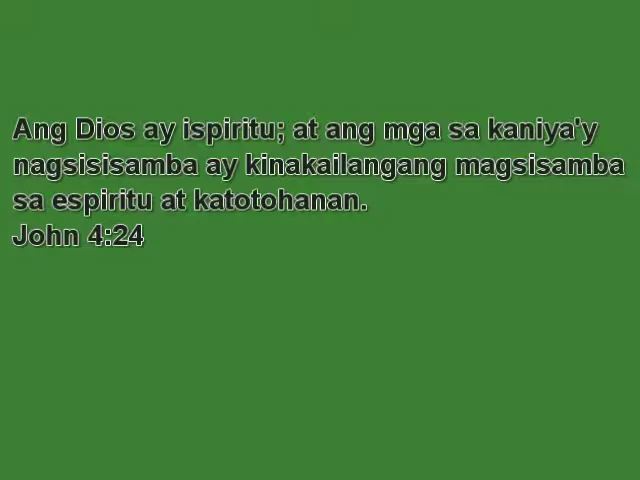 Ang Dios ay ispiritu; at ang mga sa kaniya'y
nagsisisamba ay kinakailangang magsisamba
sa espiritu at katotohanan.
John 4:24